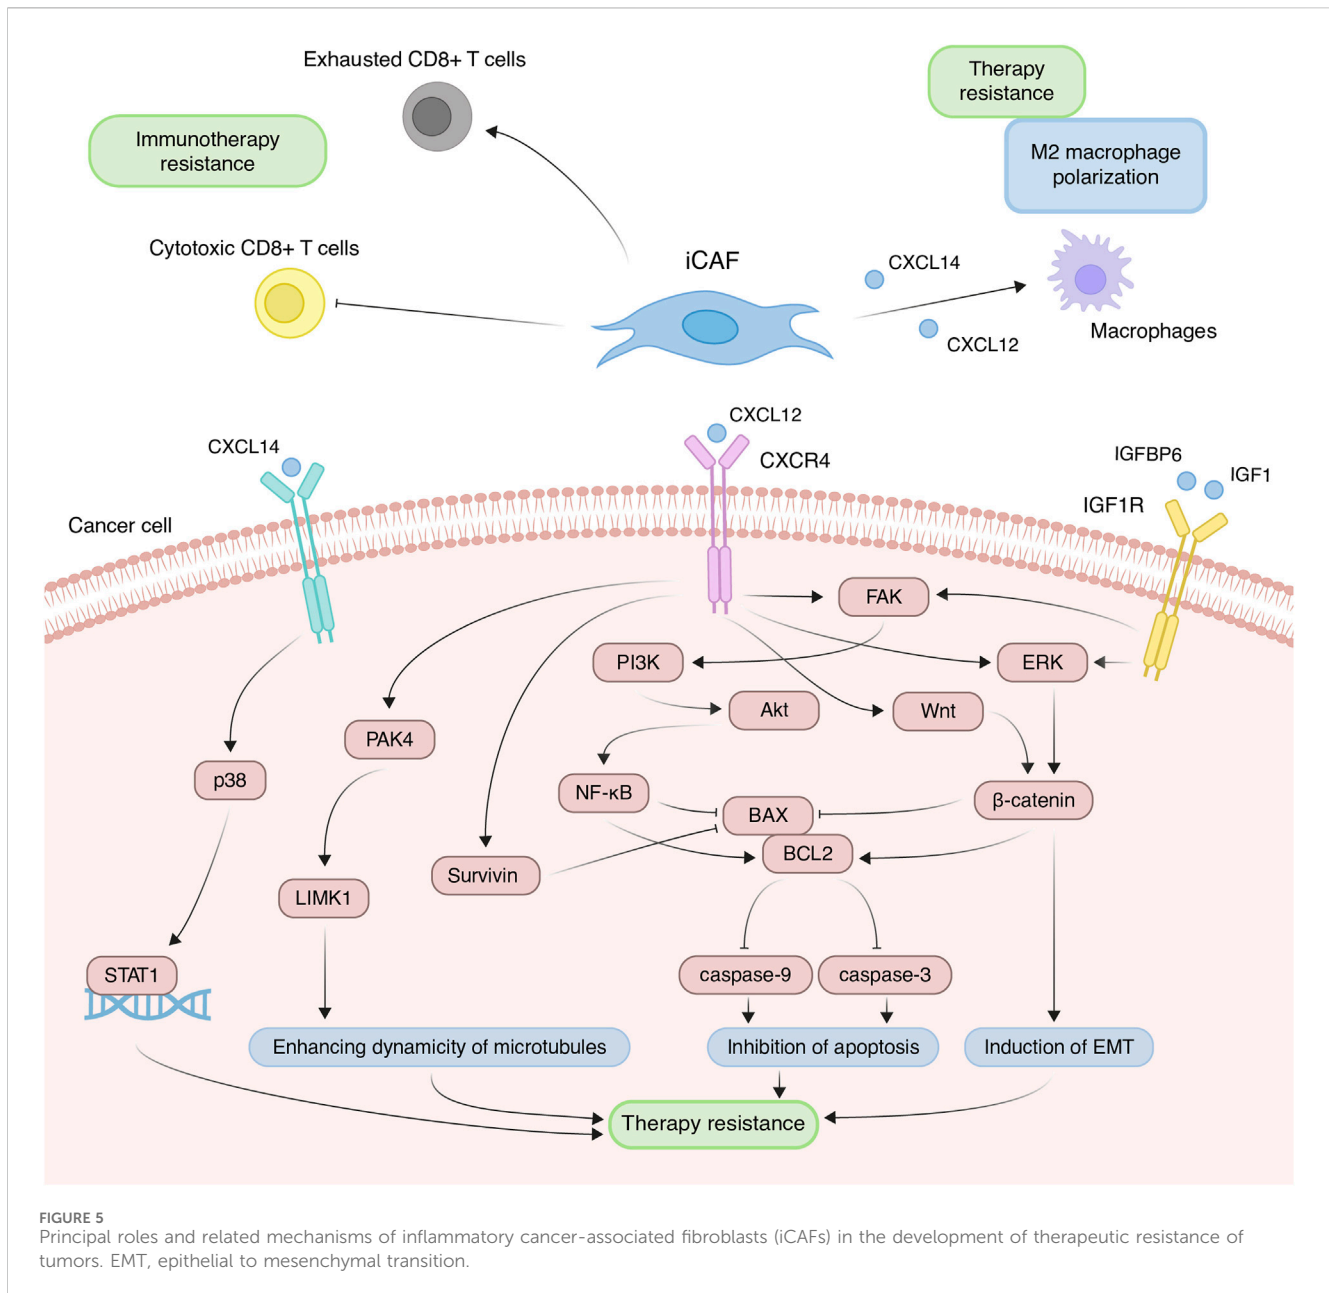 Exhausted CD8+ T cells
Therapy
resistance
Immunotherapy
resistance
M2 macrophage
polarization
Cytotoxic CD8+ T cells
iCAF
CXCL14
CXCL12
Macrophages
CXCL14
CXCL12
CXCR4
IGFBP6
IGF1
IGF1R
Cancer cell
FAK
PI3K
ERK
Akt
Wnt
PAK4
p38
NF-κB
BAX
β-catenin
BCL2
Survivin
LIMK1
STAT1
caspase-9
caspase-3
Enhancing dynamicity of microtubules
Inhibition of apoptosis
Induction of EMT
Therapy resistance
FIGURE 5
Principal roles and related mechanisms of inflammatory cancer-associated fibroblasts (iCAFs) in the development of therapeutic resistance of
tumors. EMT, epithelial to mesenchymal transition.